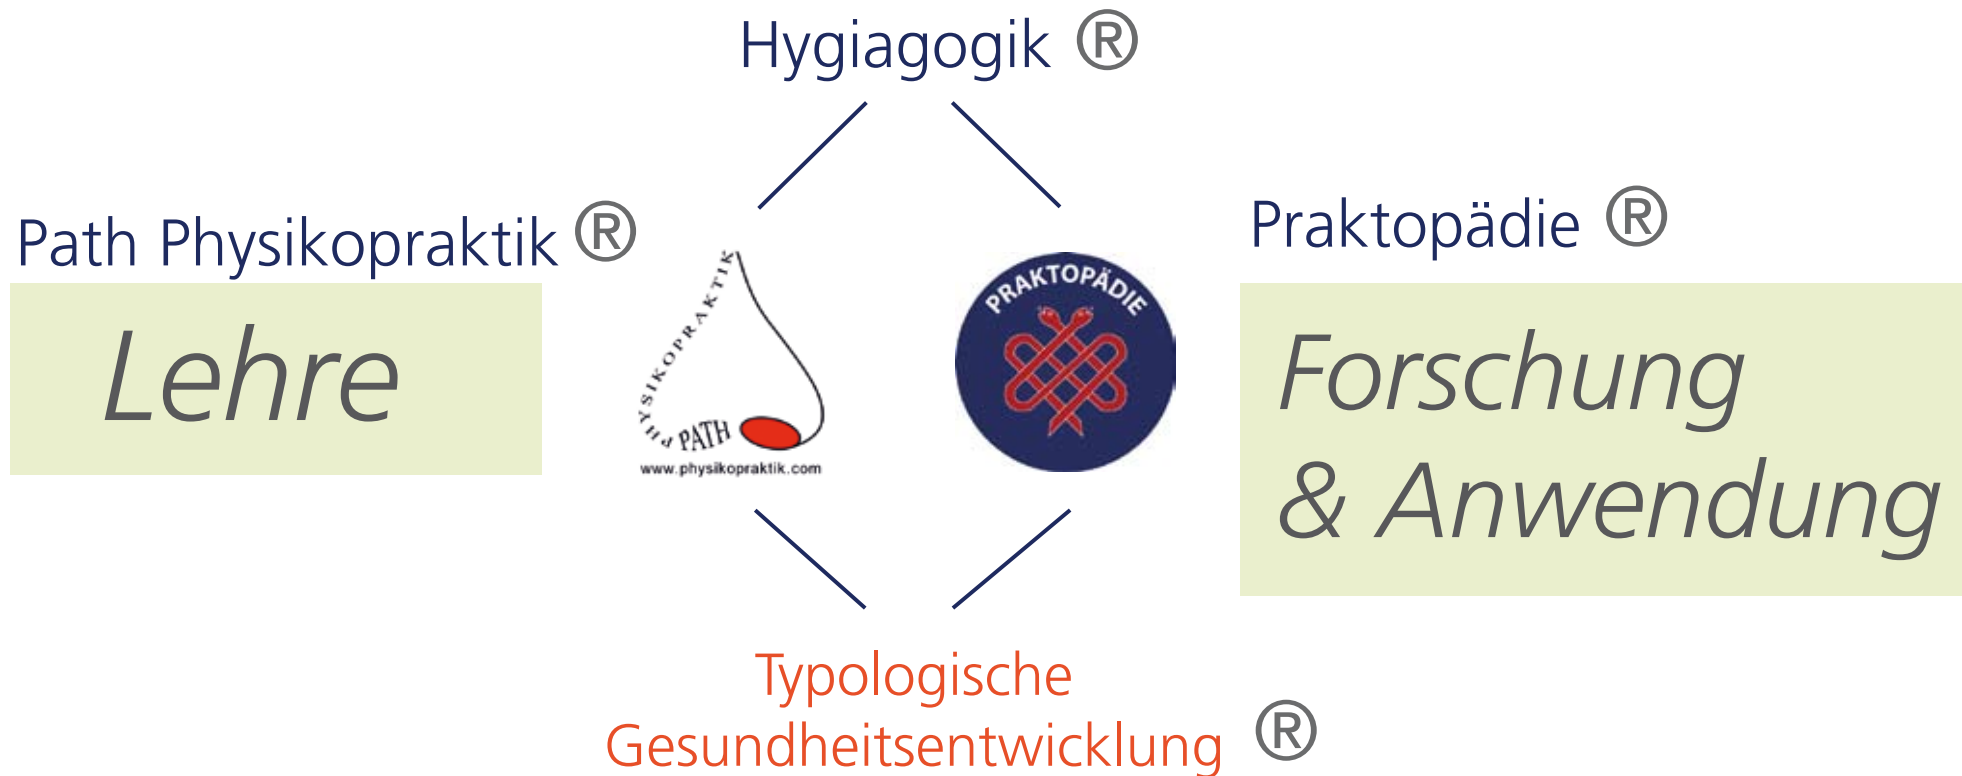 Hygiagogik ®
Path Physikopraktik ®
Lehre
PHYSIKOPRAKTIK
PATH
www.physikopraktik.com
PRAKTOPÄDIE
Praktopädie ®
Forschung
& Anwendung
Typologische
Gesundheitsentwicklung ®